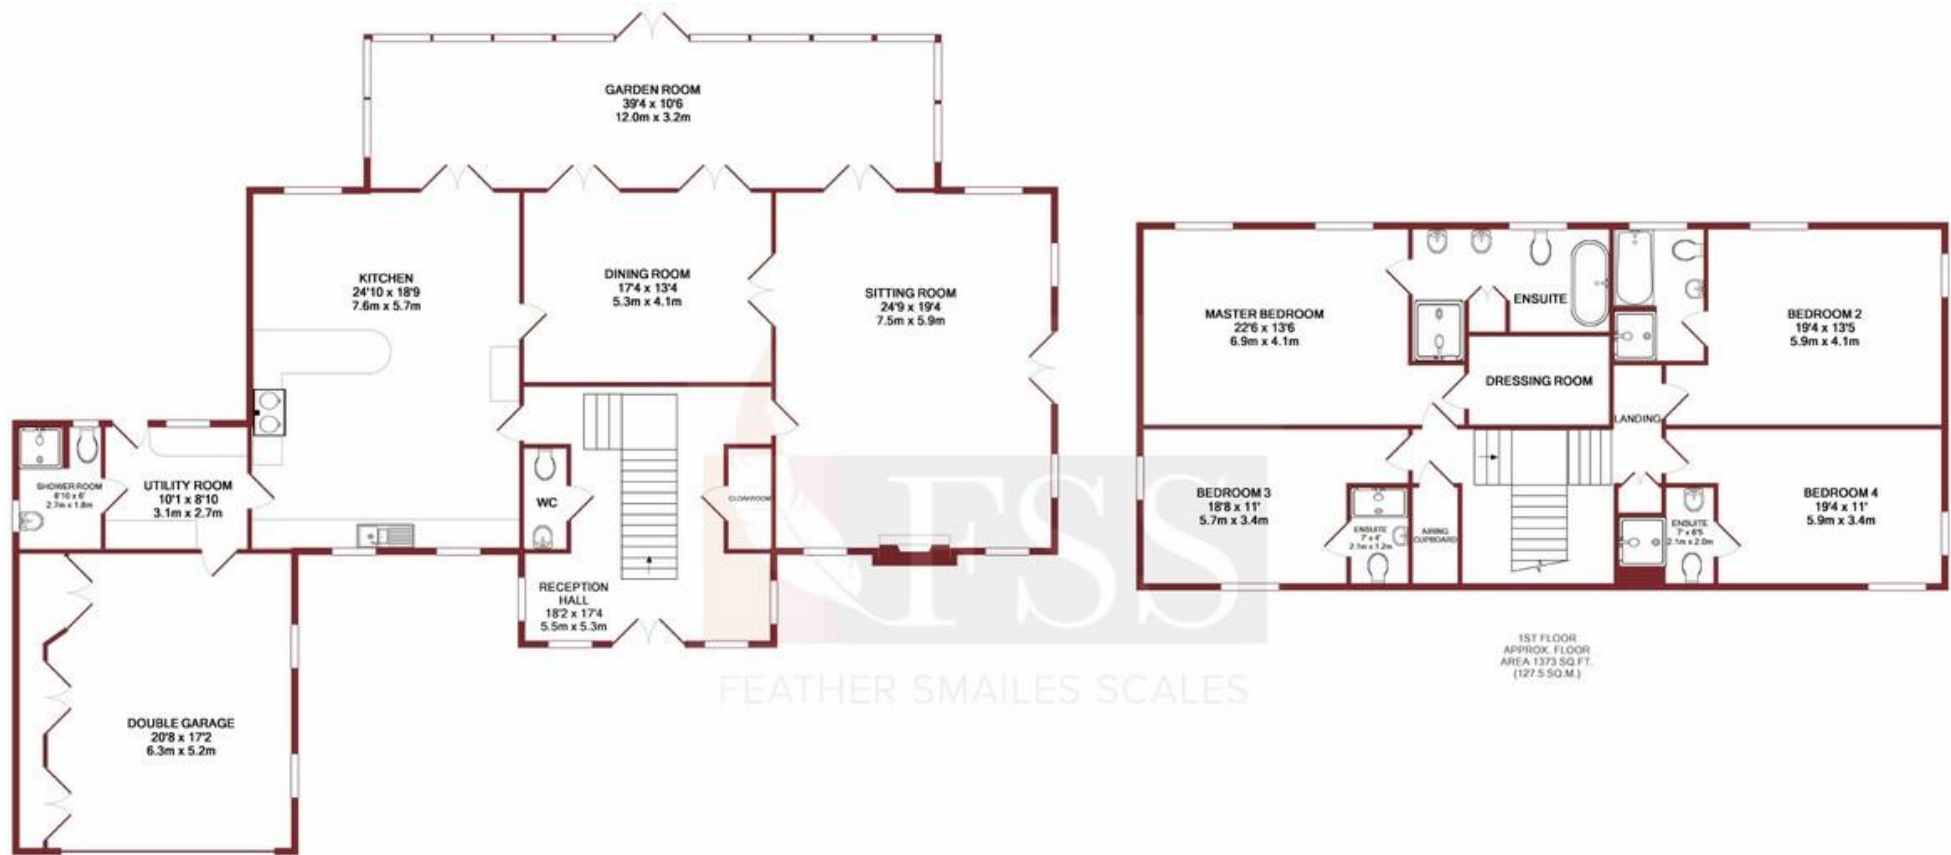 GARDEN ROOM
39'4 x 10'6
12.0m x 3.2m
KITCHEN
24'10 x 18'9
7.6m x 5.7m
DINING ROOM
17'4 x 13'4
5.3m x 4.1m
SITTING ROOM
24'9 x 19'4
7.5m x 5.9m
SHOWER ROOM
8'10 x 6'
2.7m x 1.8m
UTILITY ROOM
10'1 x 8'10
3.1m x 2.7m
WC
CLOAKROOM
RECEPTION
HALL
18'2 x 17'4
5.5m x 5.3m
DOUBLE GARAGE
20'8 x 17'2
6.3m x 5.2m
MASTER BEDROOM
22'6 x 13'6
6.9m x 4.1m
ENSUITE
DRESSING ROOM
BEDROOM 2
19'4 x 13'5
5.9m x 4.1m
LANDING
BEDROOM 3
18'8 x 11'
5.7m x 3.4m
ENSUITE
7' x 4'
2.1m x 1.2m
AIRING
CUPBOARD
ENSUITE
7' x 6'5
2.1m x 2.0m
BEDROOM 4
19'4 x 11'
5.9m x 3.4m
1ST FLOOR
APPROX. FLOOR
AREA 1373 SQ.FT.
(127.5 SQ.M.)
FSS
FEATHER SMAILES SCALES